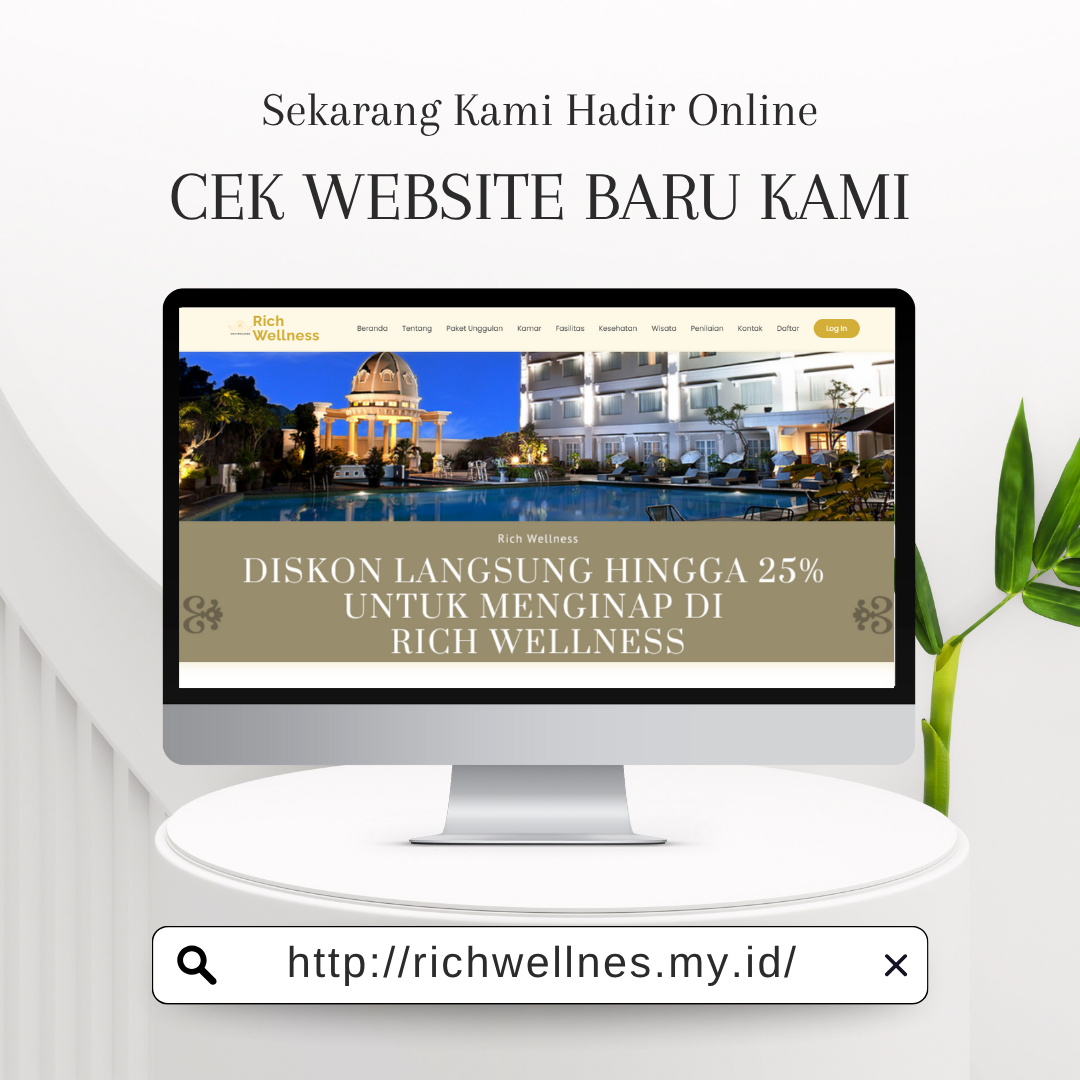 Sekarang Kami Hadir Online
CEK WEBSITE BARU KAMI
Rich
Wellness
Beranda Tentang Paket Unggulan Kamar Fasilitas Kesehatan Wisata Penilaian Kontak Daftar Log In
Rich Wellness
DISKON LANGSUNG HINGGA 25%
UNTUK MENGINAP DI
RICH WELLNESS
http://richwellnes.my.id/